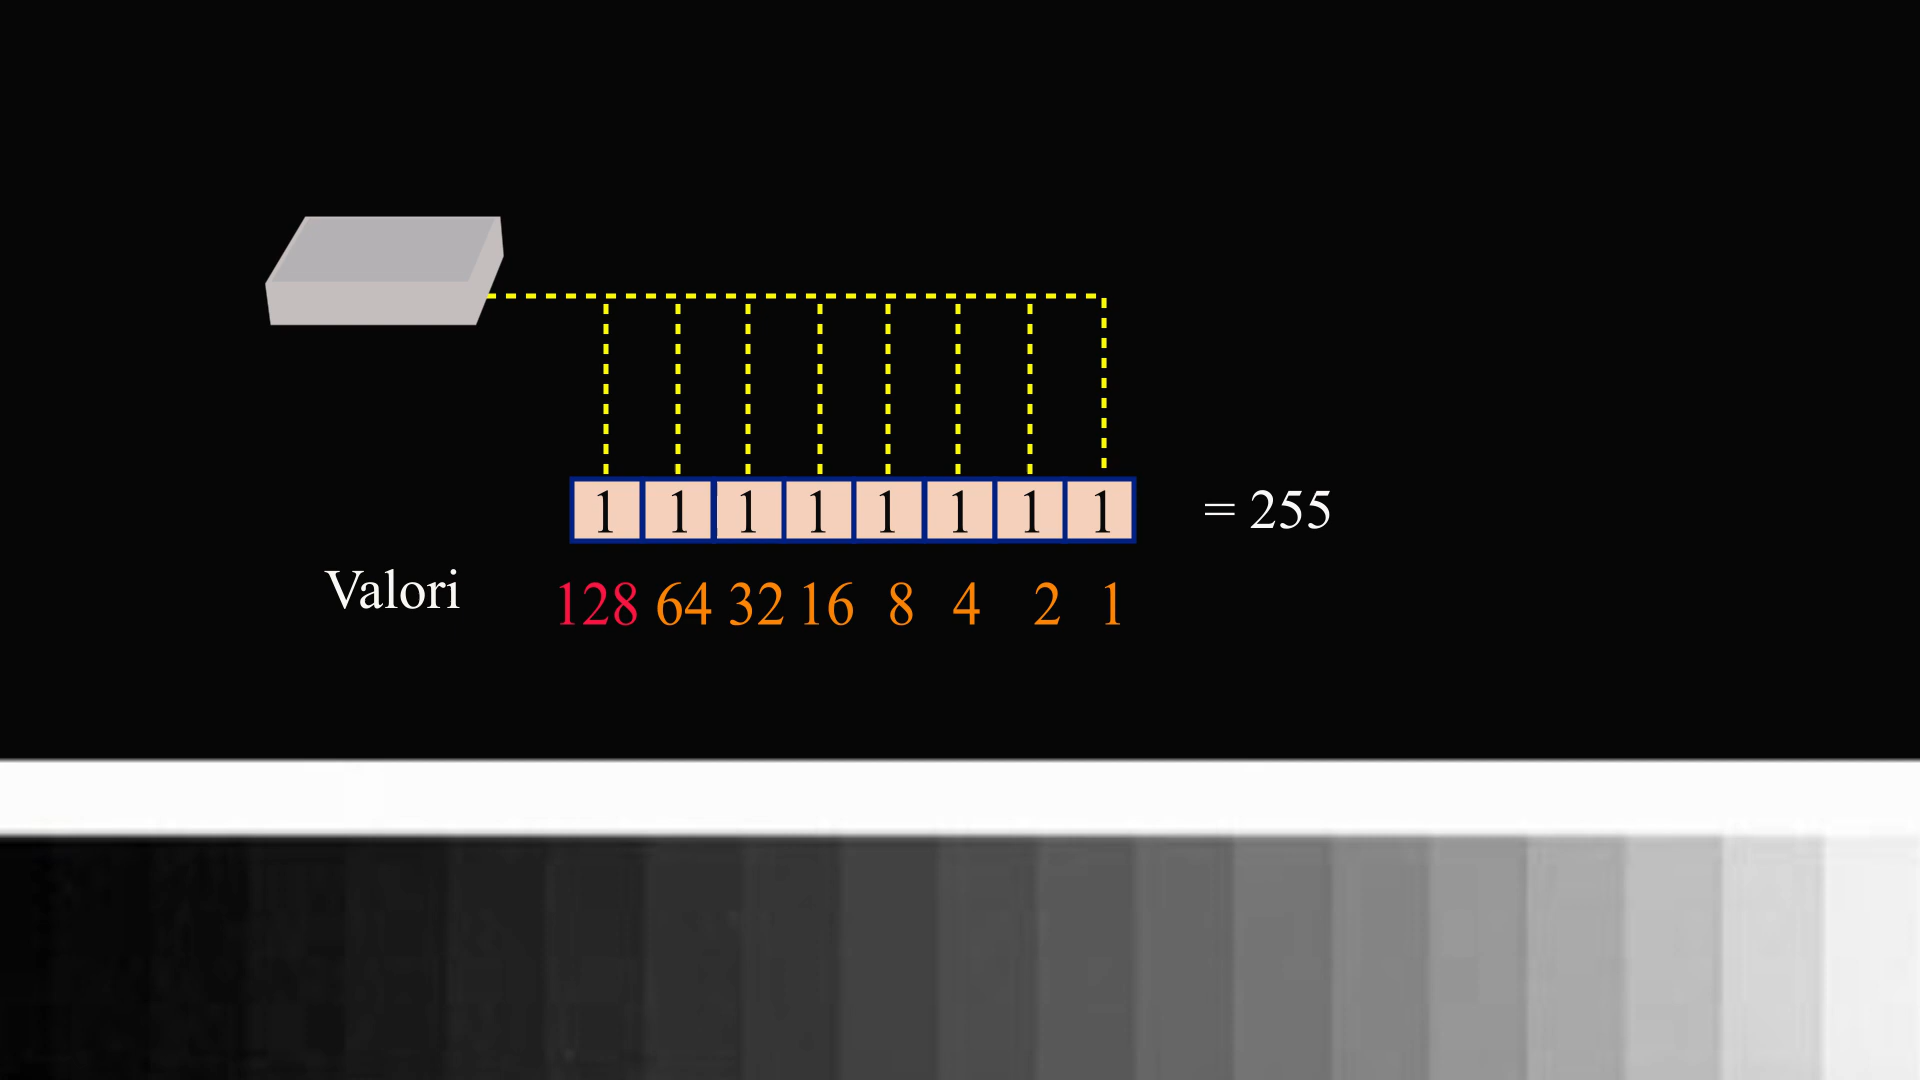 1 1 1 1 1 1 1 1 = 255
Valori 128 64 32 16 8 4 2 1